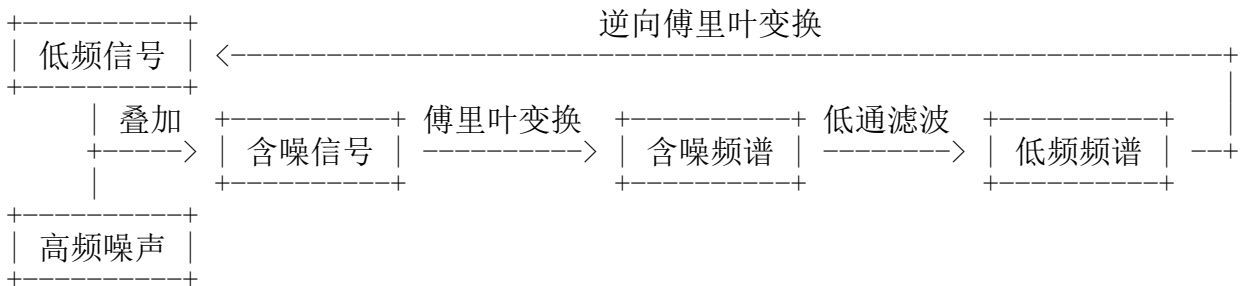 逆向傅里叶变换
低频信号
叠加 傅里叶变换 低通滤波
含噪信号 含噪频谱 低频频谱
高频噪声